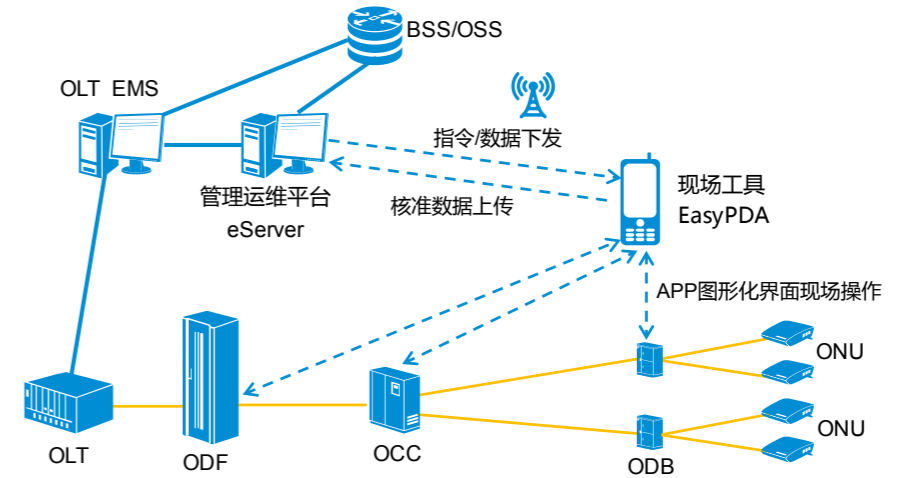 BSS/OSS
OLT EMS
指令/数据下发
管理运维平台
eServer
核准数据上传
现场工具
EasyPDA
APP图形化界面现场操作
ONU
ONU
OLT
ODF
OCC
ODB